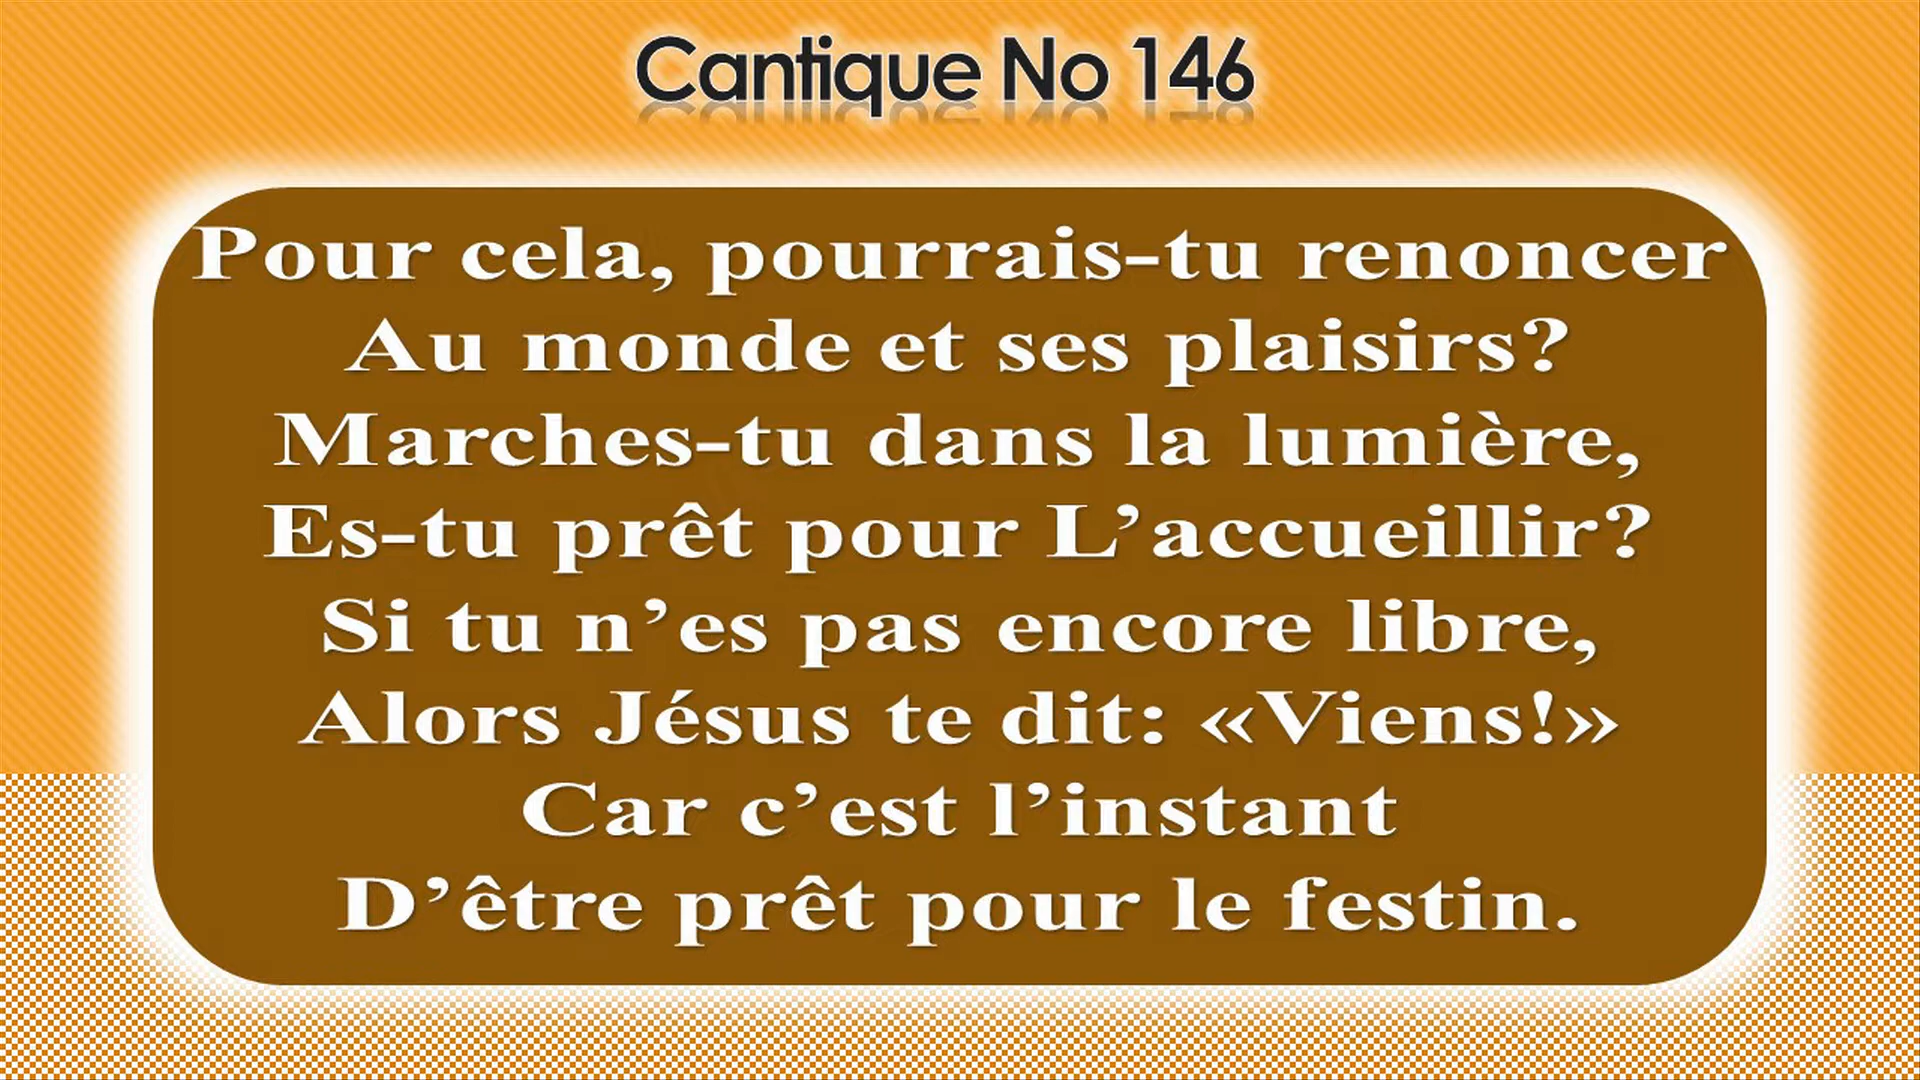 Cantique No 146
Pour cela, pourrais-tu renoncer
Au monde et ses plaisirs?
Marches-tu dans la lumière,
Es-tu prêt pour L’accueillir?
Si tu n’es pas encore libre,
Alors Jésus te dit: «Viens!»
Car c’est l’instant
D’être prêt pour le festin.